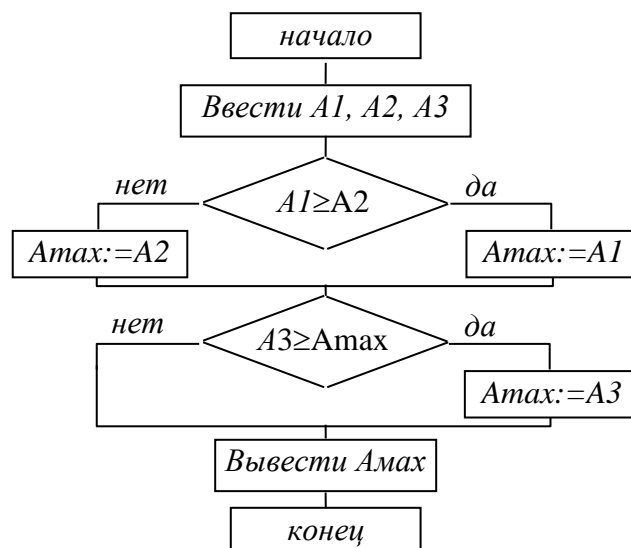 начало
Ввести A1, A2, A3
нет
да
A1≥A2
Amax:=A2
Amax:=A1
нет
да
A3≥Amax
Amax:=A3
Вывести Амах
конец